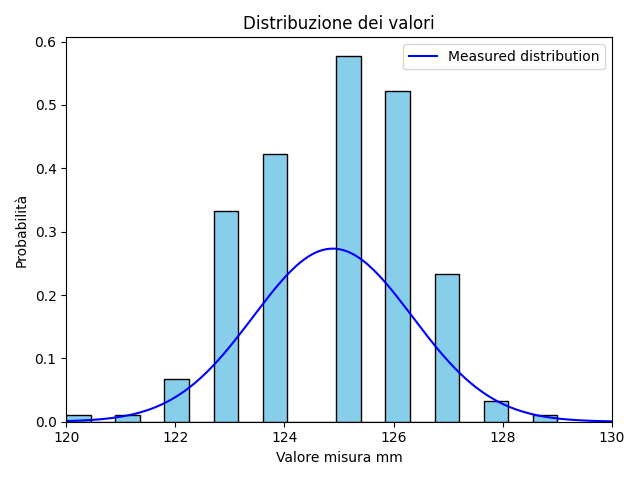 Distribuzione dei valori
Measured distribution
0.6
0.5
0.4
0.3
0.2
0.1
0.0
Probabilità
120 122 124 126 128 130
Valore misura mm